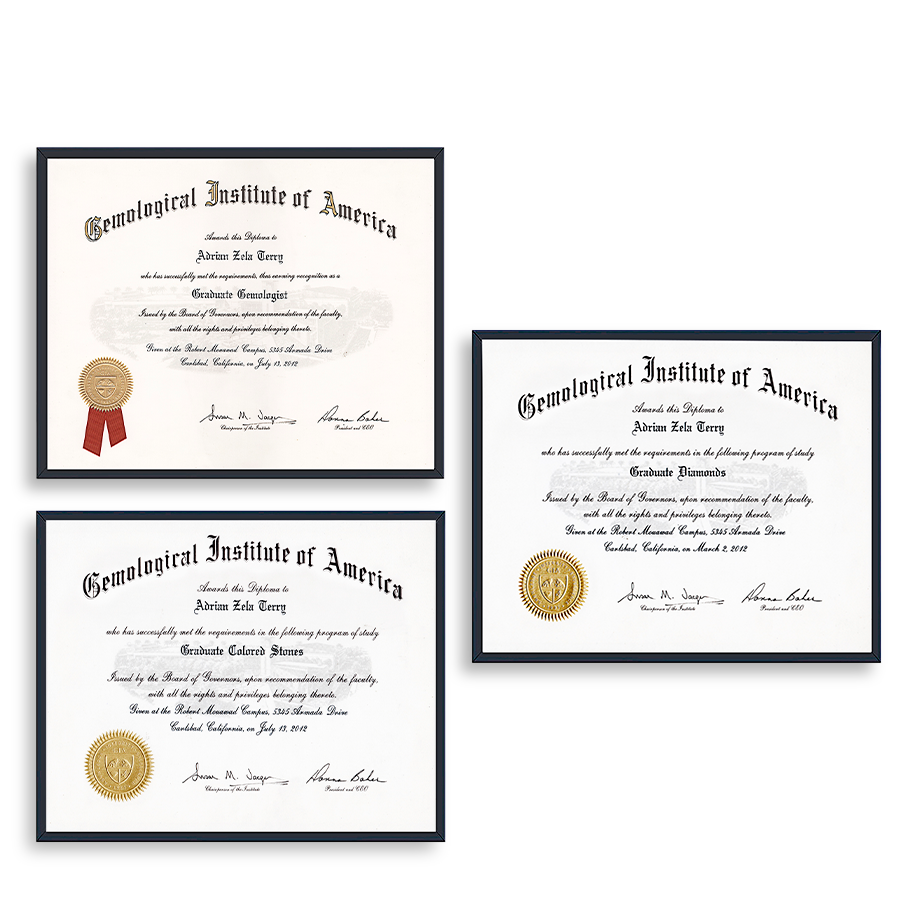 Gemological Institute of America
Awards this Diploma to
Adrian Zela Terry
who has successfully met the requirements, thus earning recognition as a
Graduate Gemologist
Issued by the Board of Governors, upon recommendation of the faculty,
with all the rights and privileges belonging thereto.
Given at the Robert Mouawad Campus, 5345 Armada Drive
Carlsbad, California, on July 13, 2012
Susan M. Jacques
Donna Baker
Chairperson of the Institute
President and CEO
Gemological Institute of America
Awards this Diploma to
Adrian Zela Terry
who has successfully met the requirements in the following program of study
Graduate Diamonds
Issued by the Board of Governors, upon recommendation of the faculty,
with all the rights and privileges belonging thereto.
Given at the Robert Mouawad Campus, 5345 Armada Drive
Carlsbad, California, on March 2, 2012
Susan M. Jacques
Donna Baker
Chairperson of the Institute
President and CEO
Gemological Institute of America
Awards this Diploma to
Adrian Zela Terry
who has successfully met the requirements in the following program of study
Graduate Colored Stones
Issued by the Board of Governors, upon recommendation of the faculty,
with all the rights and privileges belonging thereto.
Given at the Robert Mouawad Campus, 5345 Armada Drive
Carlsbad, California, on July 13, 2012
Susan M. Jacques
Donna Baker
Chairperson of the Institute
President and CEO